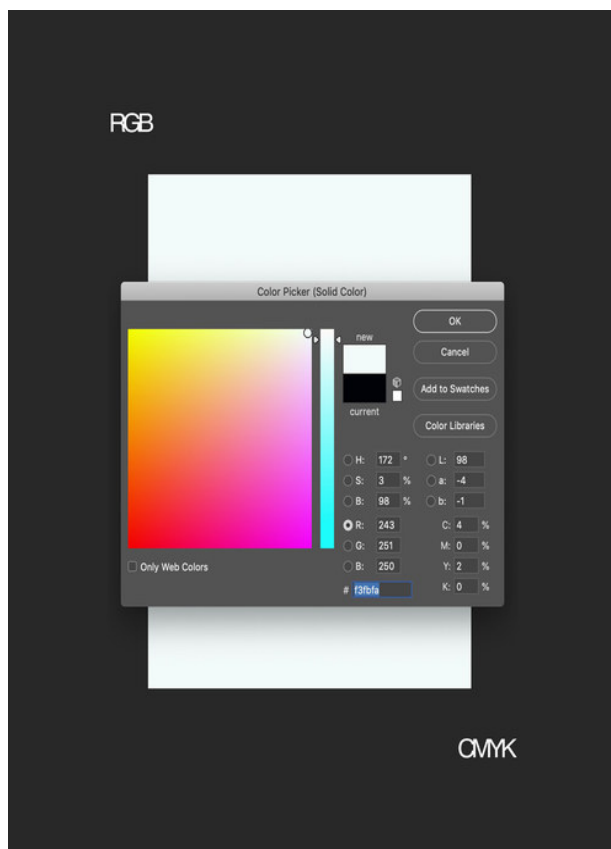 RGB
Color Picker (Solid Color)
new
current
OK
Cancel
Add to Swatches
Color Libraries
H: 172 °
S: 3 %
B: 98 %
R: 243
G: 251
B: 250
# f3fbfa
L: 98
a: -4
b: -1
C: 4 %
M: 0 %
Y: 2 %
K: 0 %
Only Web Colors
CMYK